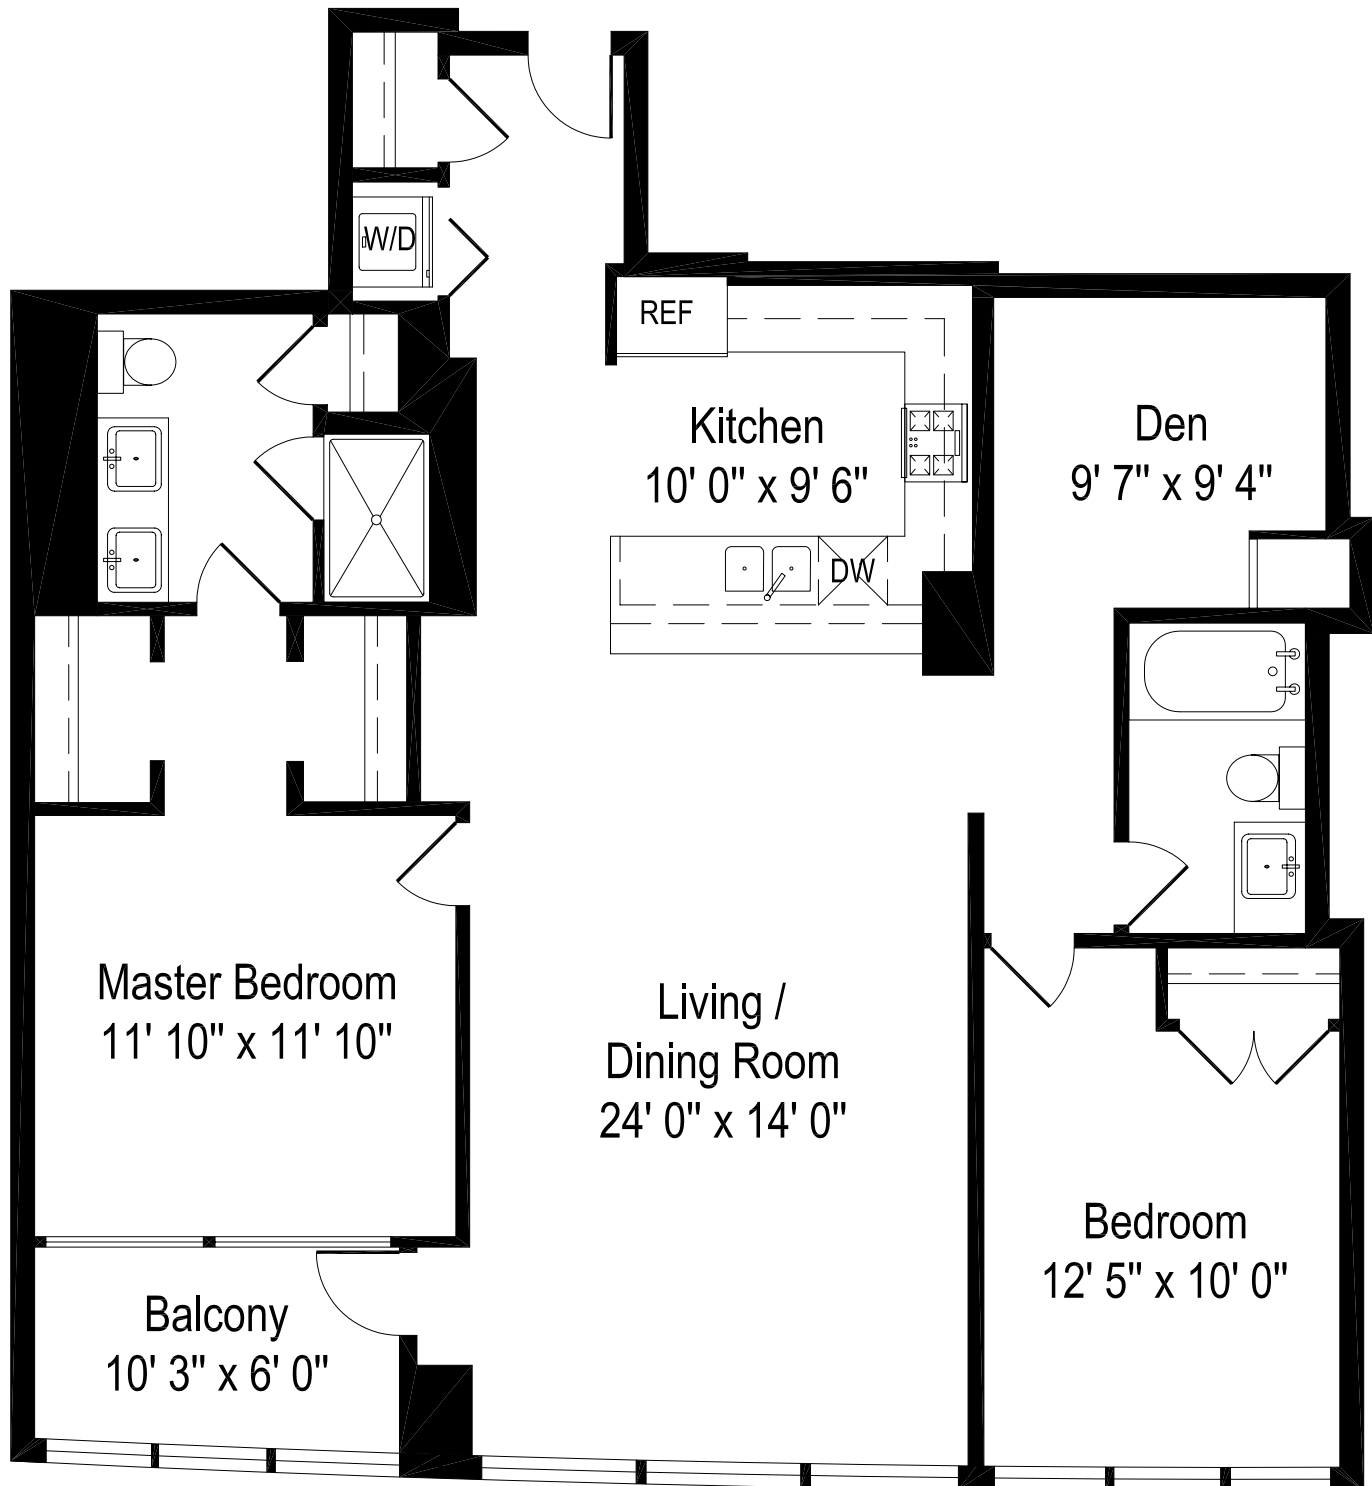 W/D
REF
Kitchen
10' 0" x 9' 6"
Den
9' 7" x 9' 4"
DW
Master Bedroom
11' 10" x 11' 10"
Living /
Dining Room
24' 0" x 14' 0"
Bedroom
12' 5" x 10' 0"
Balcony
10' 3" x 6' 0"